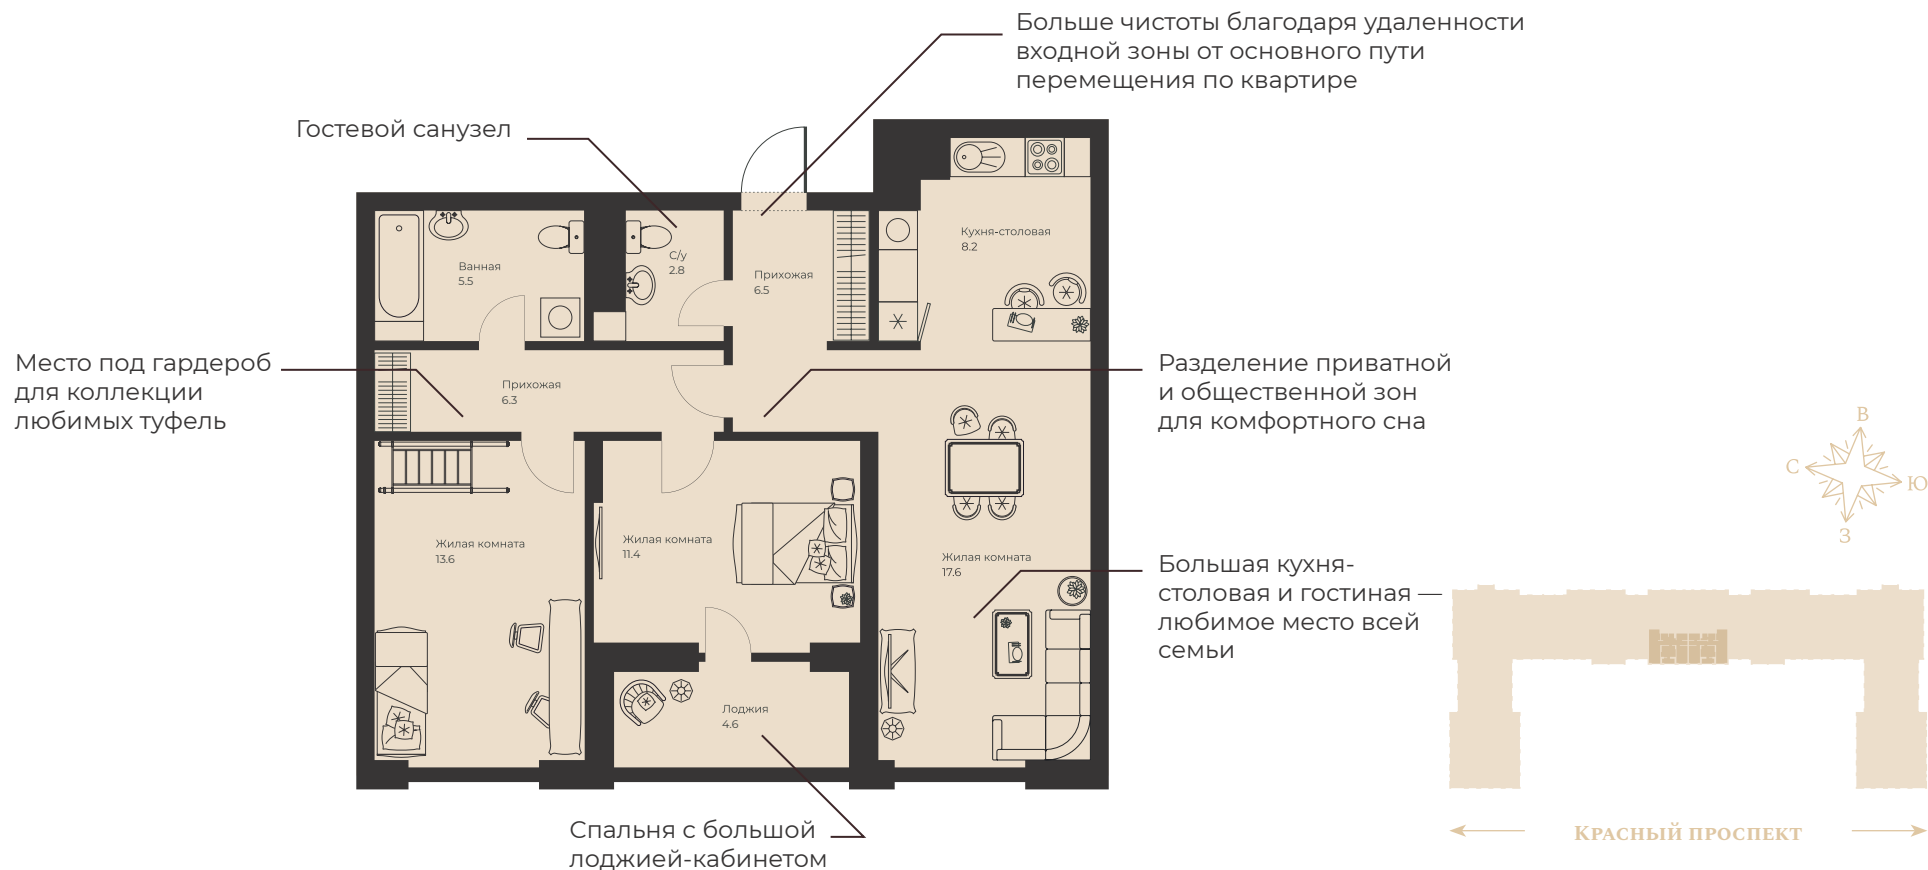 Больше чистоты благодаря удаленности
входной зоны от основного пути
перемещения по квартире
Гостевой санузел
Кухня-столовая
8.2
С/у
2.8
Ванная
5.5
Прихожая
6.5
Место под гардероб
для коллекции
любимых туфель
Прихожая
6.3
Разделение приватной
и общественной зон
для комфортного сна
В
С
Ю
З
Жилая комната
13.6
Жилая комната
11.4
Жилая комната
17.6
Большая кухня-
столовая и гостиная —
любимое место всей
семьи
Лоджия
4.6
Спальня с большой
лоджией-кабинетом
Красный проспект